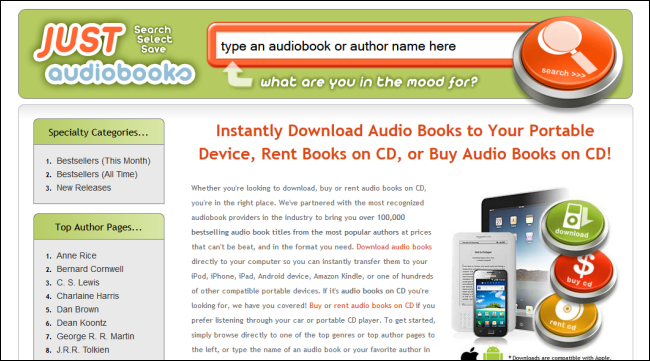 JUST
audiobooks
Search
Select
Save
type an audiobook or author name here
search >>>
what are you in the mood for?
Specialty Categories...
1. Bestsellers (This Month)
2. Bestsellers (All Time)
3. New Releases
Top Author Pages...
1. Anne Rice
2. Bernard Cornwell
3. C. S. Lewis
4. Charlaine Harris
5. Dan Brown
6. Dean Koontz
7. George R. R. Martin
8. J.R.R. Tolkien
Instantly Download Audio Books to Your Portable
Device, Rent Books on CD, or Buy Audio Books on CD!
Whether you're looking to download, buy or rent audio books on CD,
you're in the right place. We've partnered with the most recognized
audiobook providers in the industry to bring you over 100,000
bestselling audio book titles from the most popular authors at prices
that can't be beat, and in the format you need. Download audio books
directly to your computer so you can instantly transfer them to your
iPod, iPhone, iPad, Android device, Amazon Kindle, or one of hundreds
of other compatible portable devices. If it's audio books on CD you're
looking for, we have you covered! Buy or rent audio books on CD if you
prefer listening through your car or portable CD player. To get started,
simply browse directly to one of the top genres or top author pages to
the left, or type the name of an audio book or your favorite author in
download
buy cd
rent cd
* Downloads are compatible with Apple,